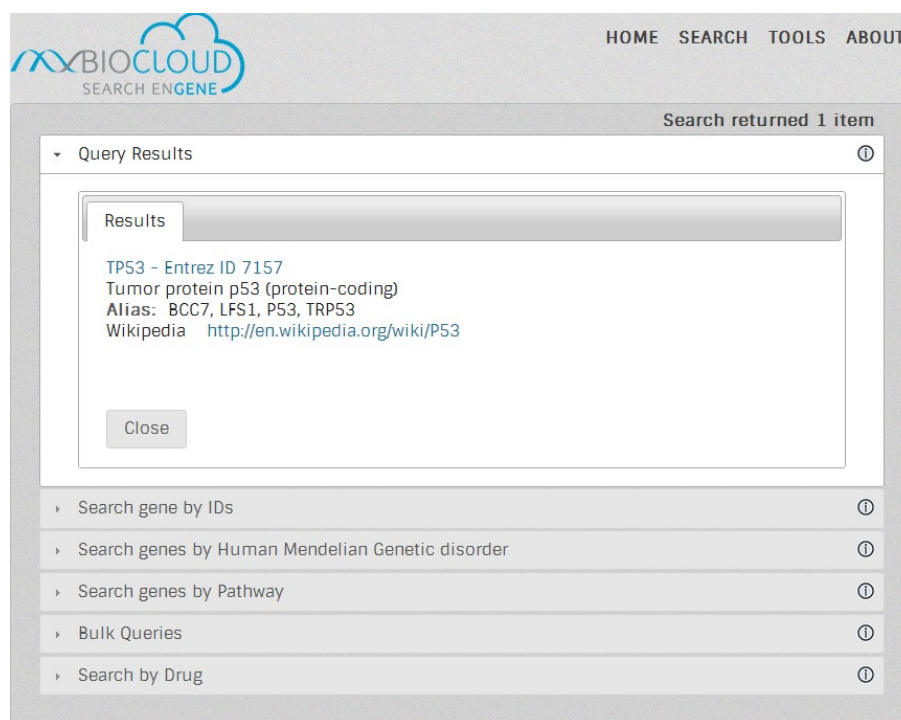 BIOCLOUD
SEARCH ENGENE
HOME SEARCH TOOLS ABOUT
Search returned 1 item
Query Results
Results
TP53 - Entrez ID 7157
Tumor protein p53 (protein-coding)
Alias: BCC7, LFS1, P53, TRP53
Wikipedia http://en.wikipedia.org/wiki/P53
Close
Search gene by IDs
Search genes by Human Mendelian Genetic disorder
Search genes by Pathway
Bulk Queries
Search by Drug